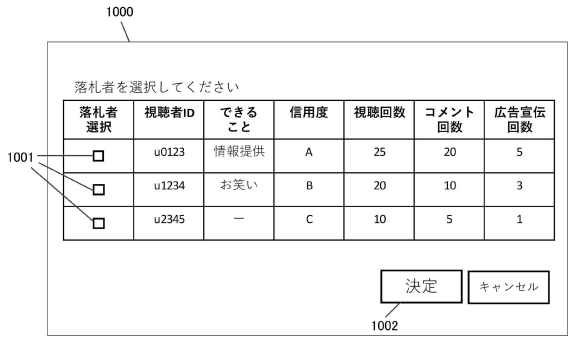 1000
落札者を選択してください
落札者選択 視聴者ID できること 信用度 視聴回数 コメント回数 広告宣伝回数
1001
u0123 情報提供 A 25 20 5
u1234 お笑い B 20 10 3
u2345 ー C 10 5 1
決定 キャンセル
1002